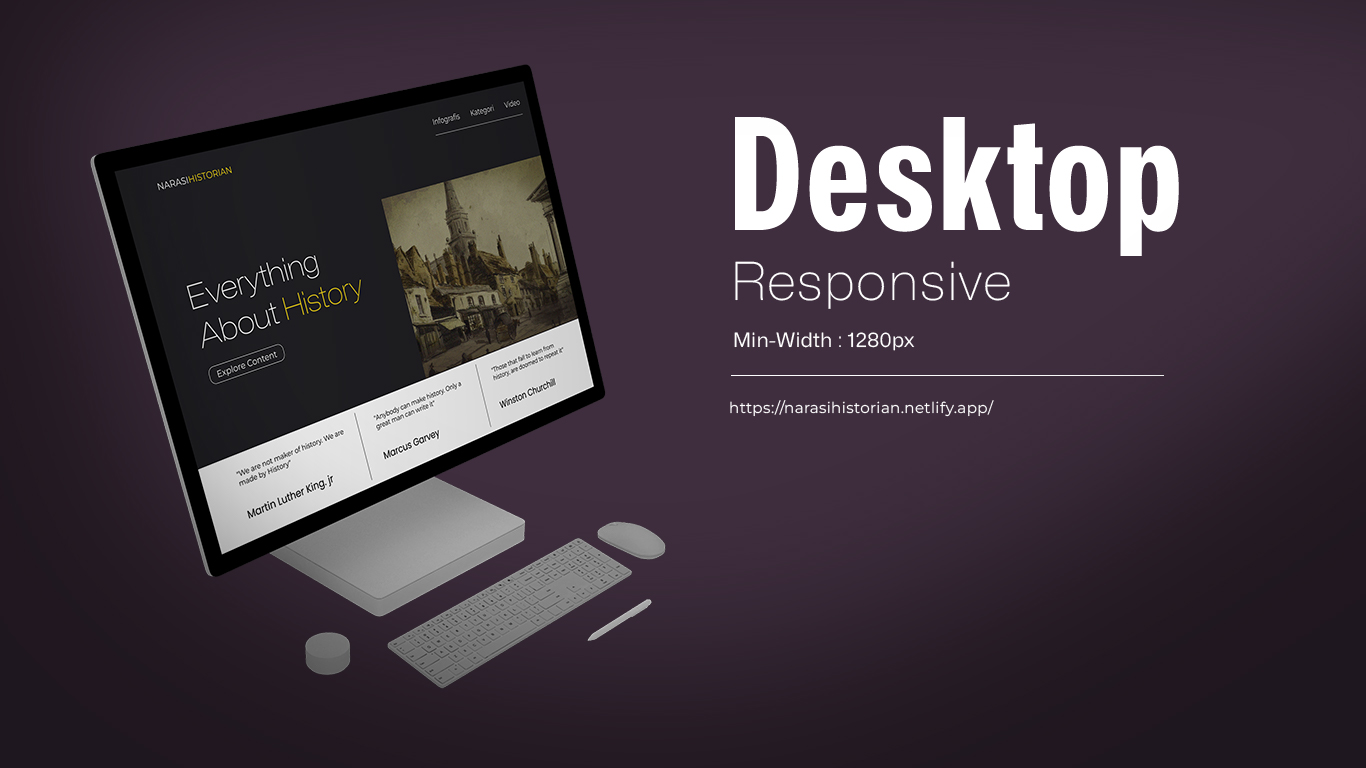 Infografis Kategori Video
NARASIHISTORIAN
Everything
About History
Explore Content
"We are not maker of history. We are
made by History"
Martin Luther King. jr
"Anybody can make history. Only a
great man can write it"
Marcus Garvey
"Those that fail to learn from
history, are doomed to repeat it"
Winston Churchill
Desktop
Responsive
Min-Width : 1280px
https://narasihistorian.netlify.app/